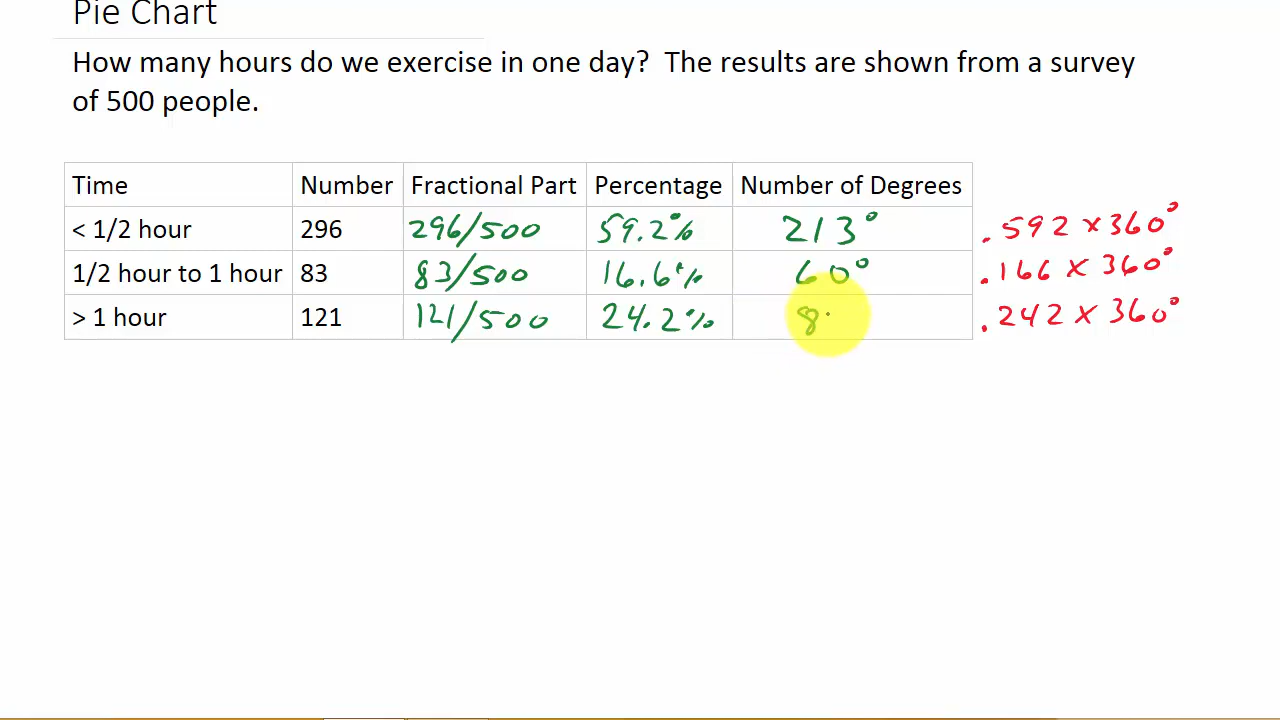 Pie Chart
How many hours do we exercise in one day? The results are shown from a survey
of 500 people.
Time Number Fractional Part Percentage Number of Degrees
< 1/2 hour 296 296/500 59.2% 213° .592 × 360°
1/2 hour to 1 hour 83 83/500 16.6% 60° .166 × 360°
> 1 hour 121 121/500 24.2% 8 .242 × 360°